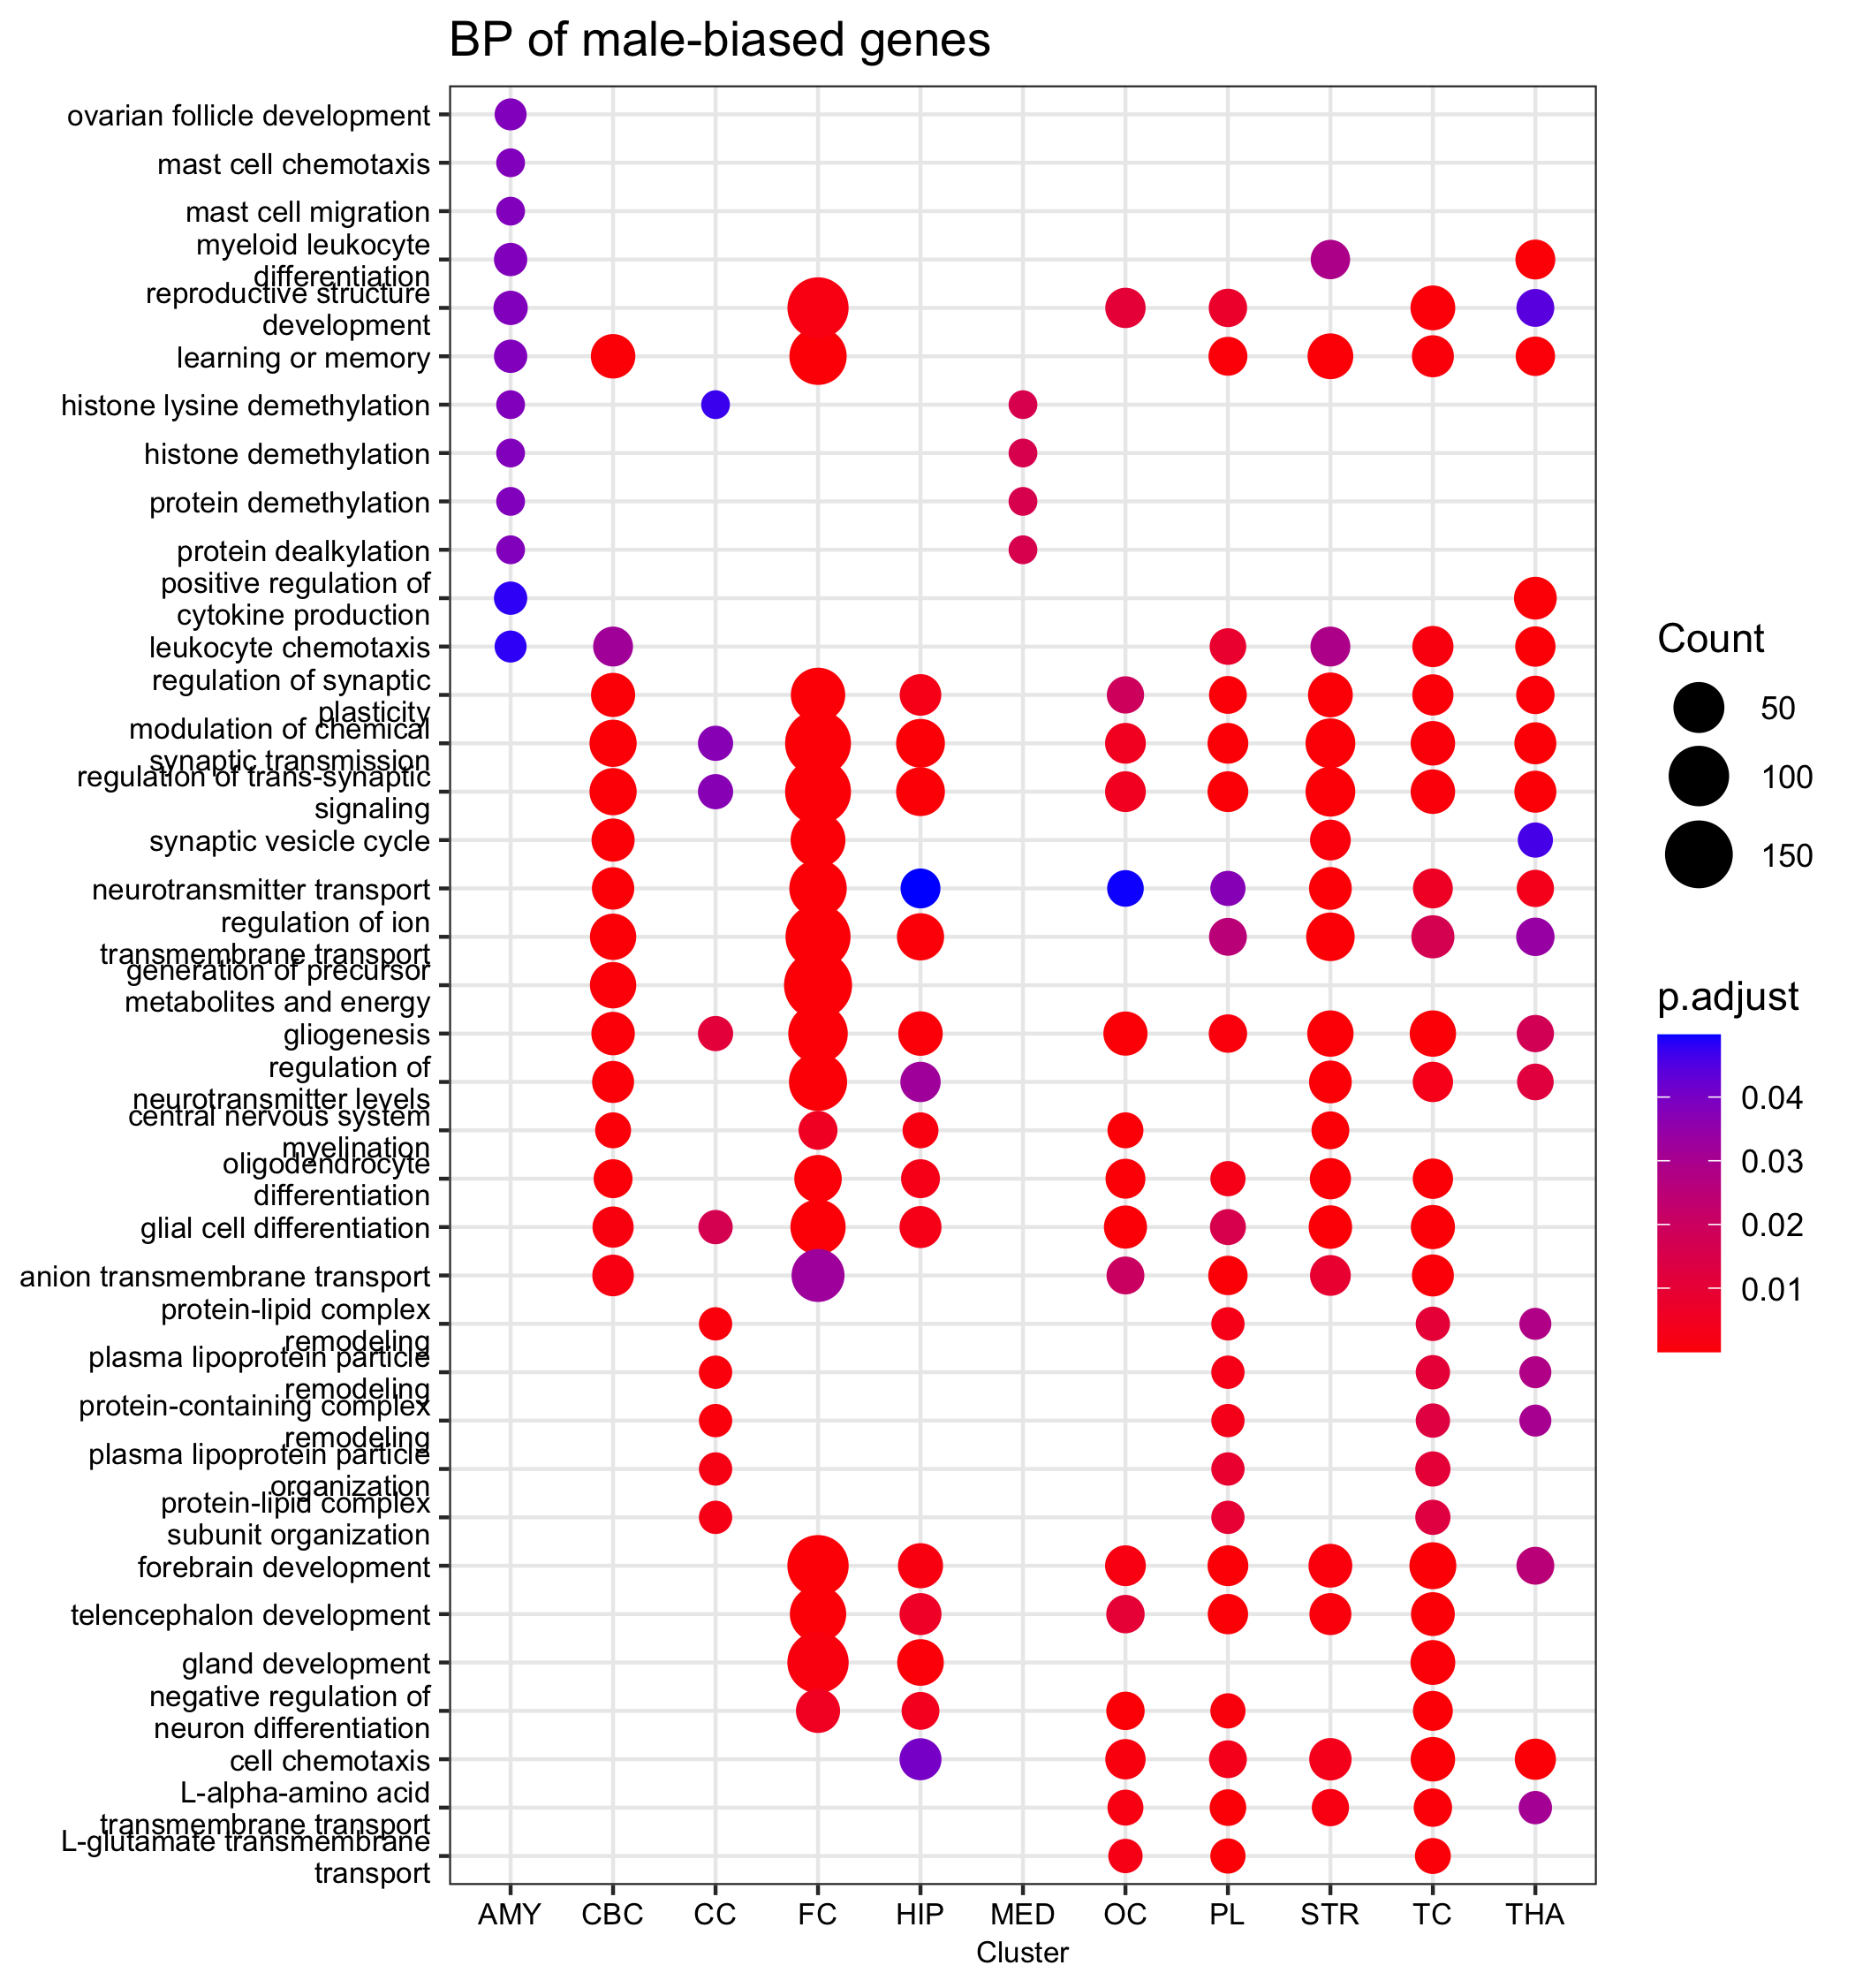 BP of male-biased genes
ovarian follicle development
mast cell chemotaxis
mast cell migration
myeloid leukocyte
differentiation
reproductive structure
development
learning or memory
histone lysine demethylation
histone demethylation
protein demethylation
protein dealkylation
positive regulation of
cytokine production
leukocyte chemotaxis
regulation of synaptic
plasticity
modulation of chemical
synaptic transmission
regulation of trans-synaptic
signaling
synaptic vesicle cycle
neurotransmitter transport
regulation of ion
transmembrane transport
generation of precursor
metabolites and energy
gliogenesis
regulation of
neurotransmitter levels
central nervous system
myelination
oligodendrocyte
differentiation
glial cell differentiation
anion transmembrane transport
protein-lipid complex
remodeling
plasma lipoprotein particle
remodeling
protein-containing complex
remodeling
plasma lipoprotein particle
organization
protein-lipid complex
subunit organization
forebrain development
telencephalon development
gland development
negative regulation of
neuron differentiation
cell chemotaxis
L-alpha-amino acid
transmembrane transport
L-glutamate transmembrane
transport
AMY CBC CC FC HIP MED OC PL STR TC THA
Cluster
Count
50
100
150
p.adjust
0.04
0.03
0.02
0.01